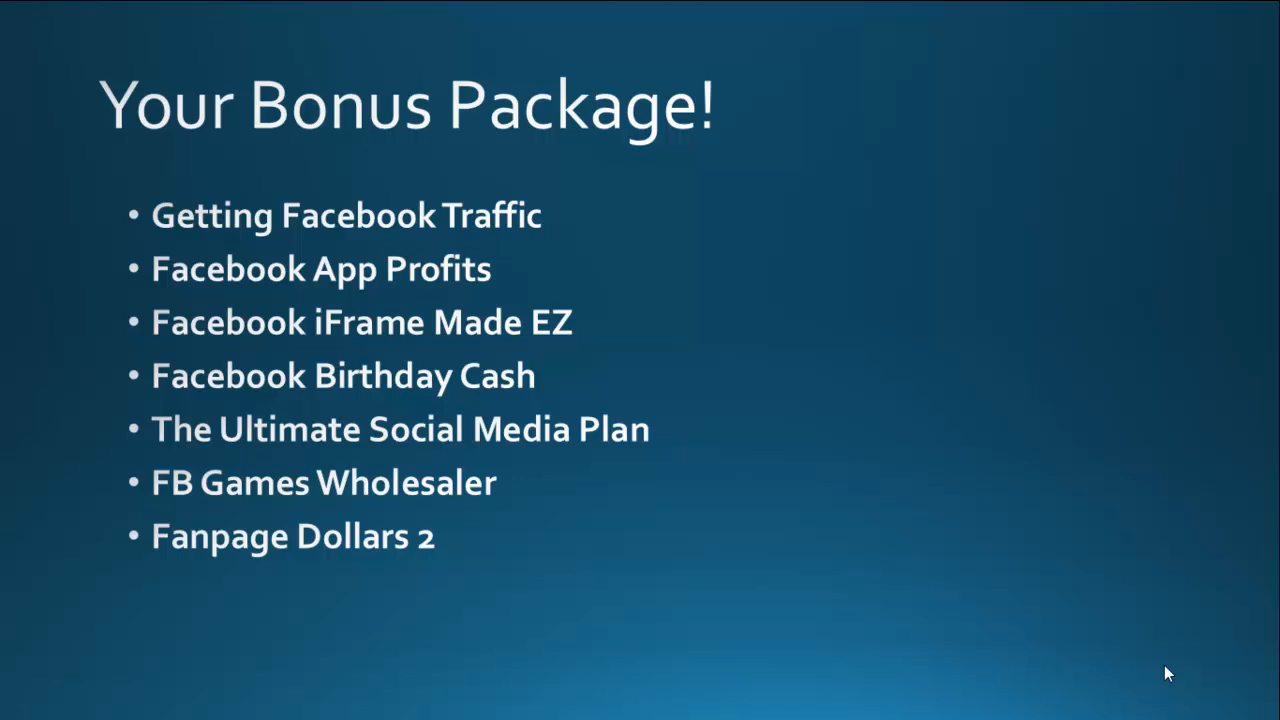 Your Bonus Package!
• Getting Facebook Traffic
• Facebook App Profits
• Facebook iFrame Made EZ
• Facebook Birthday Cash
• The Ultimate Social Media Plan
• FB Games Wholesaler
• Fanpage Dollars 2